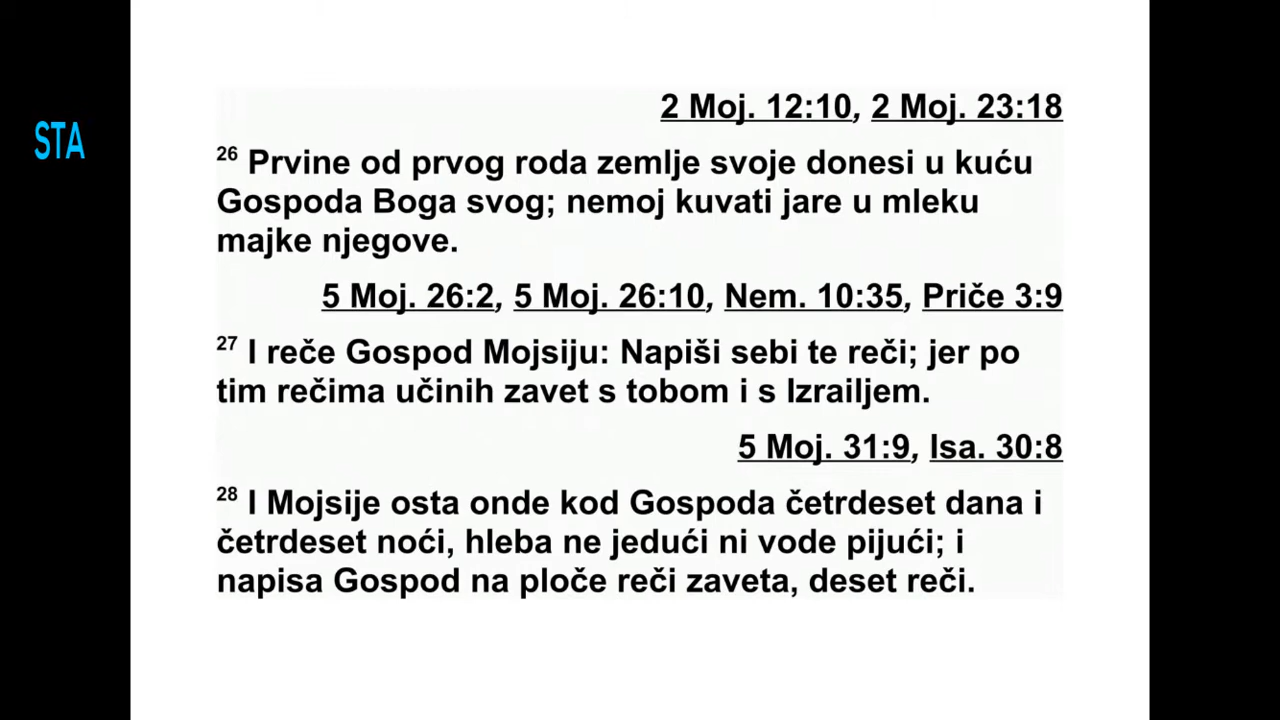 STA
2 Moj. 12:10, 2 Moj. 23:18
26 Prvine od prvog roda zemlje svoje donesi u kuću
Gospoda Boga svog; nemoj kuvati jare u mleku
majke njegove.
5 Moj. 26:2, 5 Moj. 26:10, Nem. 10:35, Priče 3:9
27 I reče Gospod Mojsiju: Napiši sebi te reči; jer po
tim rečima učinih zavet s tobom i s Izrailjem.
5 Moj. 31:9, Isa. 30:8
28 I Mojsije osta onde kod Gospoda četrdeset dana i
četrdeset noći, hleba ne jedući ni vode pijući; i
napisa Gospod na ploče reči zaveta, deset reči.